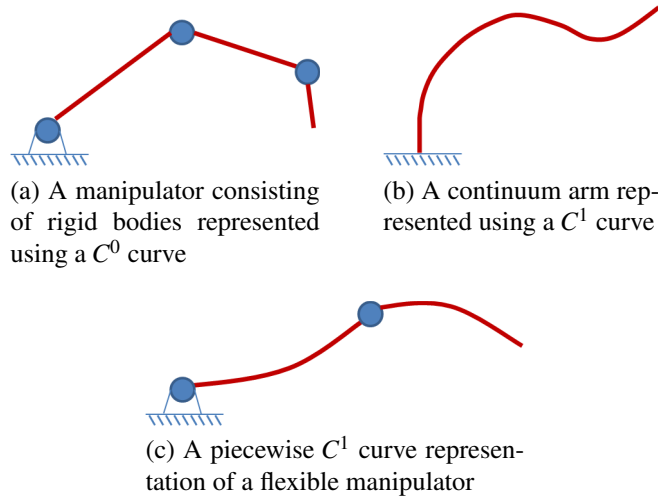 (a) A manipulator consisting
of rigid bodies represented
using a C⁰ curve
(b) A continuum arm rep-
resented using a C¹ curve
(c) A piecewise C¹ curve represen-
tation of a flexible manipulator